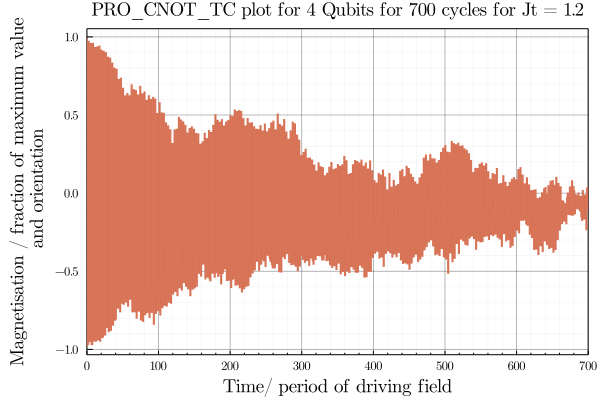 PRO_CNOT_TC plot for 4 Qubits for 700 cycles for Jt = 1.2
Magnetisation / fraction of maximum value
and orientation
1.0
0.5
0.0
−0.5
−1.0
0 100 200 300 400 500 600 700
Time/ period of driving field